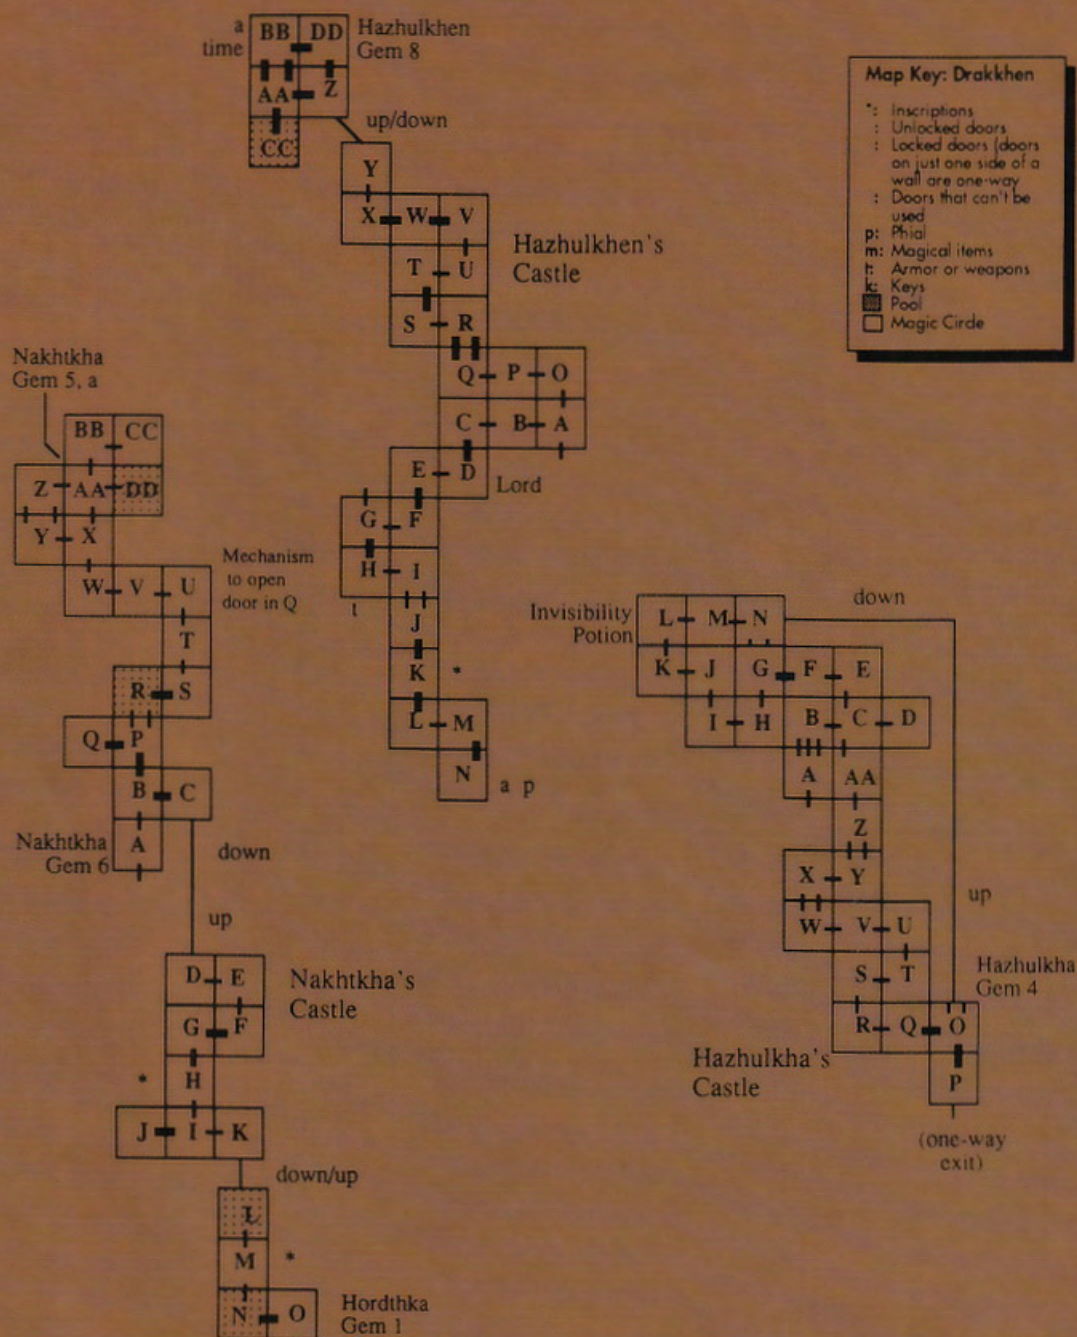 a
time
BB DD
Hazhulkhen
Gem 8
AA Z
CC
up/down
Y
X W V
Hazhulkhen's
Castle
T U
S R
Q P O
C B A
E D
Lord
G F
H I
t
J
K *
L M
N
a p
Map Key: Drakkhen
*: Inscriptions
: Unlocked doors
: Locked doors (doors
on just one side of a
wall are one-way
: Doors that can't be
used
p: Phial
m: Magical items
t: Armor or weapons
k: Keys
Pool
Magic Circle
Nakhtkha
Gem 5, a
BB CC
Z AA DD
Y X
W V U
Mechanism
to open
door in Q
T
R S
Q P
B C
Nakhtkha
Gem 6
A
down
up
D E
Nakhtkha's
Castle
G F
* H
J I K
down/up
L
M *
N O
Hordthka
Gem 1
Invisibility
Potion
L M N
down
K J G F E
I H B C D
A AA
Z
X Y
up
W V U
S T
Hazhulkha
Gem 4
R Q O
Hazhulkha's
Castle
P
(one-way
exit)